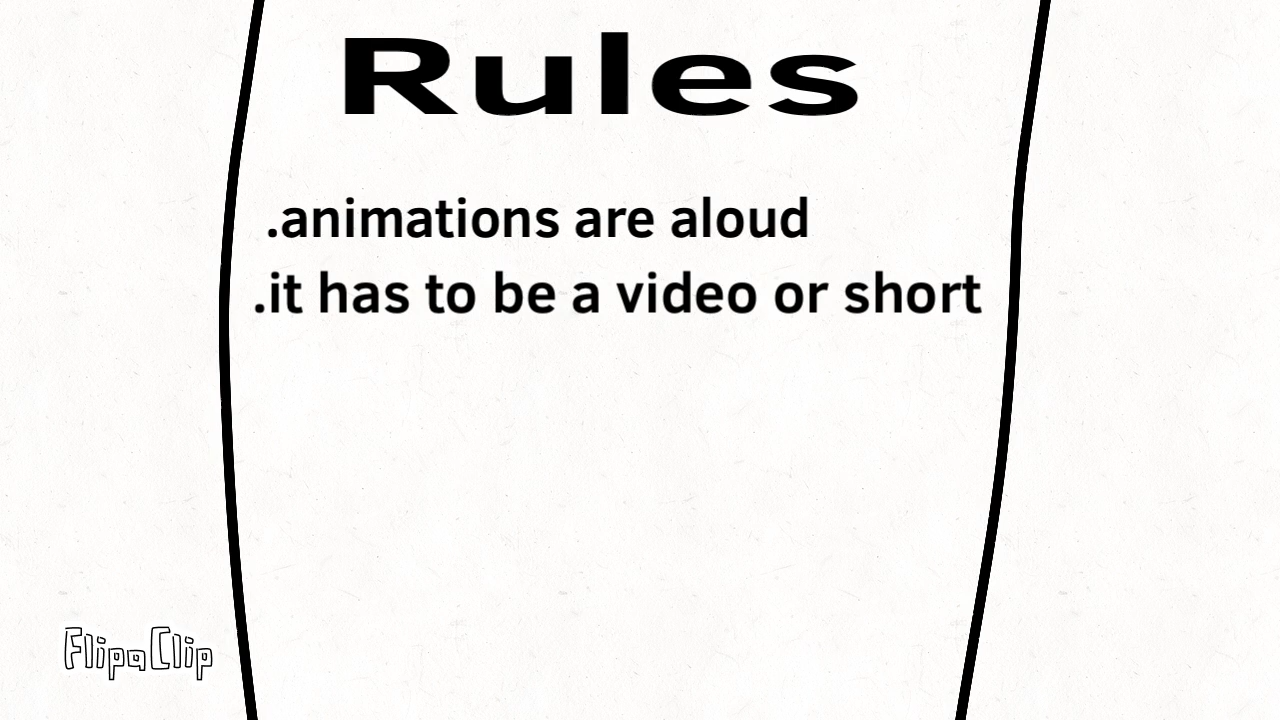 Rules
.animations are aloud
.it has to be a video or short
FlipaClip